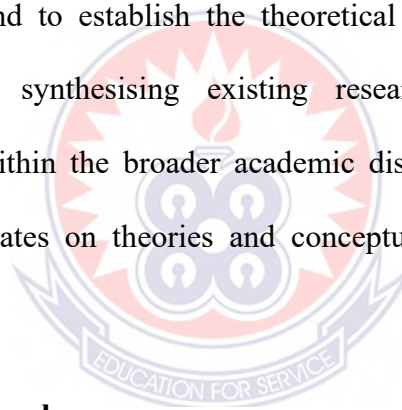 nd to establish the theoretical
synthesising existing resea
ithin the broader academic dis
ates on theories and conceptu
EDUCATION FOR SERVICE